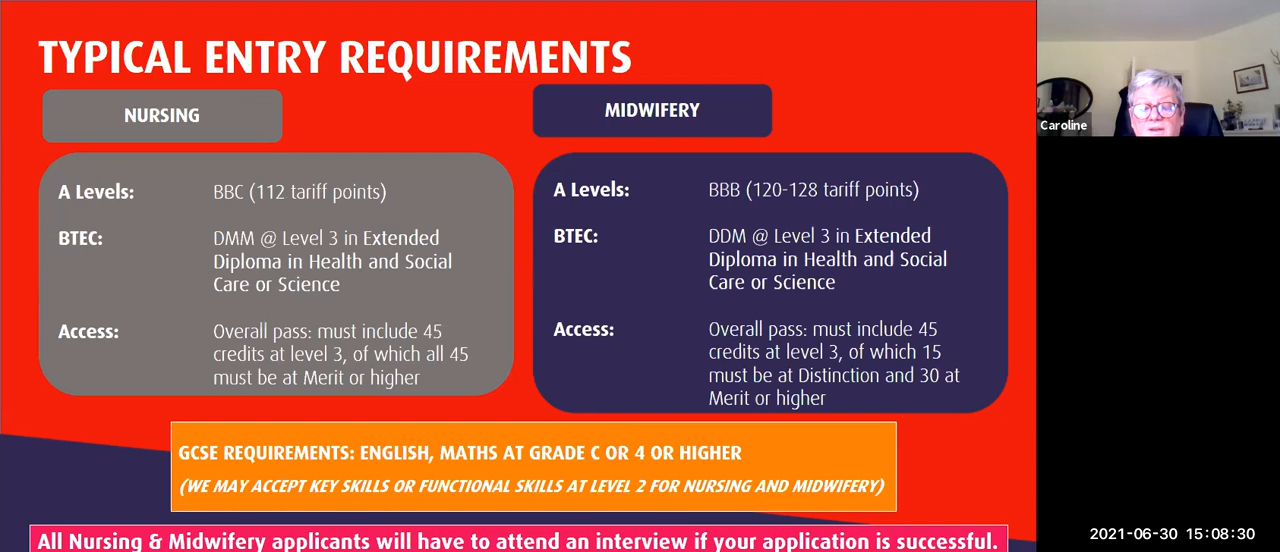 TYPICAL ENTRY REQUIREMENTS
NURSING
A Levels: BBC (112 tariff points)
BTEC: DMM @ Level 3 in Extended
Diploma in Health and Social
Care or Science
Access: Overall pass: must include 45
credits at level 3, of which all 45
must be at Merit or higher
MIDWIFERY
A Levels: BBB (120-128 tariff points)
BTEC: DDM @ Level 3 in Extended
Diploma in Health and Social
Care or Science
Access: Overall pass: must include 45
credits at level 3, of which 15
must be at Distinction and 30 at
Merit or higher
GCSE REQUIREMENTS: ENGLISH, MATHS AT GRADE C OR 4 OR HIGHER
(WE MAY ACCEPT KEY SKILLS OR FUNCTIONAL SKILLS AT LEVEL 2 FOR NURSING AND MIDWIFERY)
All Nursing & Midwifery applicants will have to attend an interview if your application is successful.
Caroline
2021-06-30 15:08:30